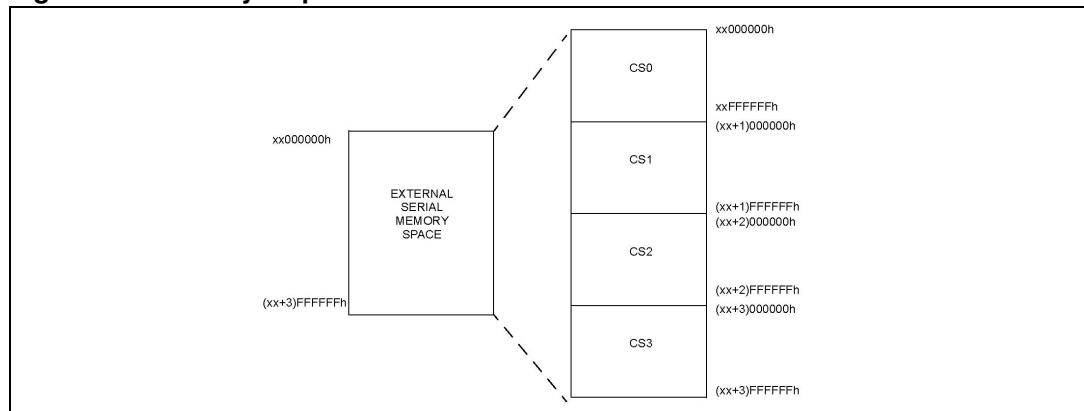 xx000000h
EXTERNAL
SERIAL
MEMORY
SPACE
(xx+3)FFFFFFh
xx000000h
CS0
xxFFFFFFh
(xx+1)000000h
CS1
(xx+1)FFFFFFh
(xx+2)000000h
CS2
(xx+2)FFFFFFh
(xx+3)000000h
CS3
(xx+3)FFFFFFh